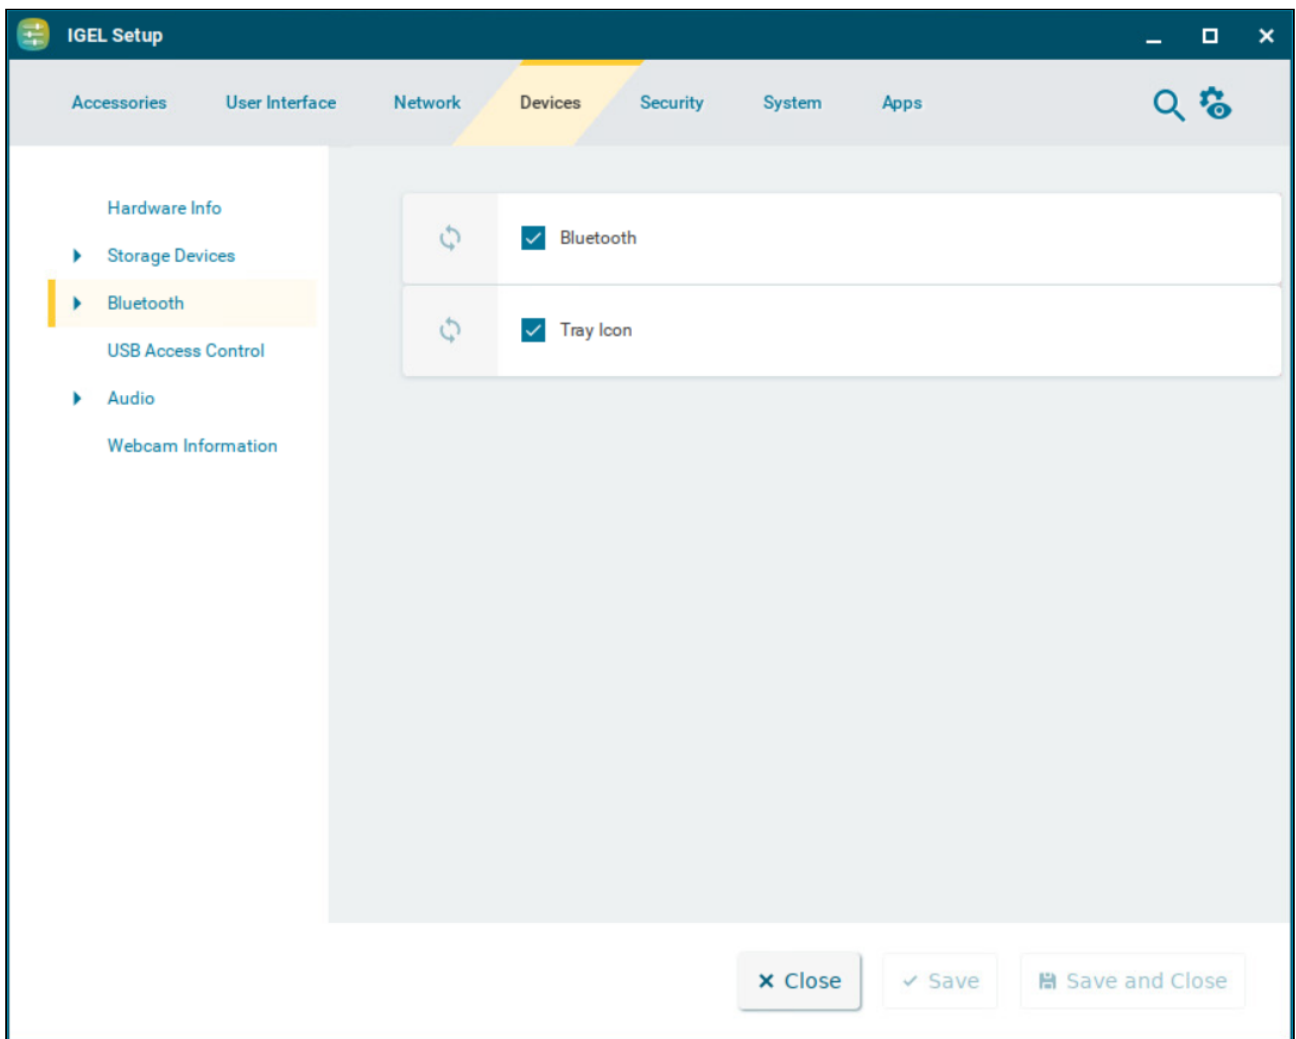 IGEL Setup
Accessories User Interface Network Devices Security System Apps
Hardware Info
Storage Devices
Bluetooth
USB Access Control
Audio
Webcam Information
Bluetooth
Tray Icon
Close Save Save and Close